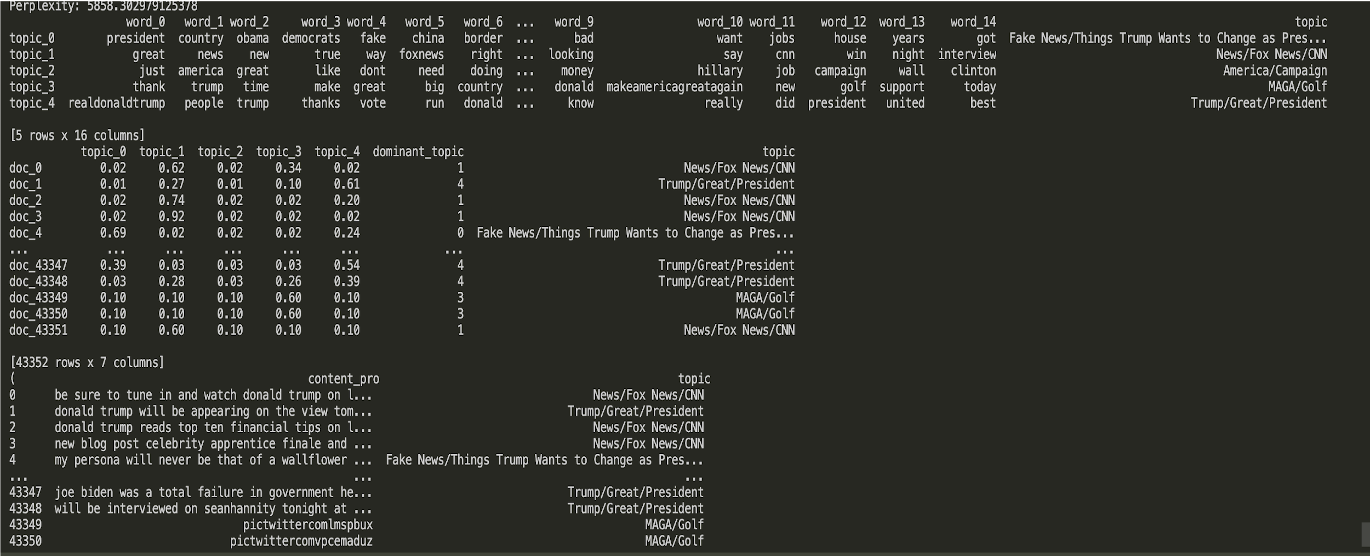 Perplexity: 5858.302979125378
word_0 word_1 word_2 word_3 word_4 word_5 word_6 ... word_9 word_10 word_11 word_12 word_13 word_14 topic
topic_0 president country obama democrats fake china border ... bad want jobs house years got Fake News/Things Trump Wants to Change as Pres...
topic_1 great news new true way foxnews right ... looking say cnn win night interview News/Fox News/CNN
topic_2 just america great like dont need doing ... money hillary job campaign wall clinton America/Campaign
topic_3 thank trump time make great big country ... donald makeamericagreatagain new golf support today MAGA/Golf
topic_4 realdonaldtrump people trump thanks vote run donald ... know really did president united best Trump/Great/President
[5 rows x 16 columns]
topic_0 topic_1 topic_2 topic_3 topic_4 dominant_topic topic
doc_0 0.02 0.62 0.02 0.34 0.02 1 News/Fox News/CNN
doc_1 0.01 0.27 0.01 0.10 0.61 4 Trump/Great/President
doc_2 0.02 0.74 0.02 0.02 0.20 1 News/Fox News/CNN
doc_3 0.02 0.92 0.02 0.02 0.02 1 News/Fox News/CNN
doc_4 0.69 0.02 0.02 0.02 0.24 0 Fake News/Things Trump Wants to Change as Pres...
... ... ... ... ... ... ... ...
doc_43347 0.39 0.03 0.03 0.03 0.54 4 Trump/Great/President
doc_43348 0.03 0.28 0.03 0.26 0.39 4 Trump/Great/President
doc_43349 0.10 0.10 0.10 0.60 0.10 3 MAGA/Golf
doc_43350 0.10 0.10 0.10 0.60 0.10 3 MAGA/Golf
doc_43351 0.10 0.60 0.10 0.10 0.10 1 News/Fox News/CNN
[43352 rows x 7 columns]
( content_pro topic
0 be sure to tune in and watch donald trump on l... News/Fox News/CNN
1 donald trump will be appearing on the view tom... Trump/Great/President
2 donald trump reads top ten financial tips on l... News/Fox News/CNN
3 new blog post celebrity apprentice finale and ... News/Fox News/CNN
4 my persona will never be that of a wallflower ... Fake News/Things Trump Wants to Change as Pres...
... ... ...
43347 joe biden was a total failure in government he... Trump/Great/President
43348 will be interviewed on seanhannity tonight at ... Trump/Great/President
43349 pictwittercomlmspbux MAGA/Golf
43350 pictwittercomvpcemaduz MAGA/Golf